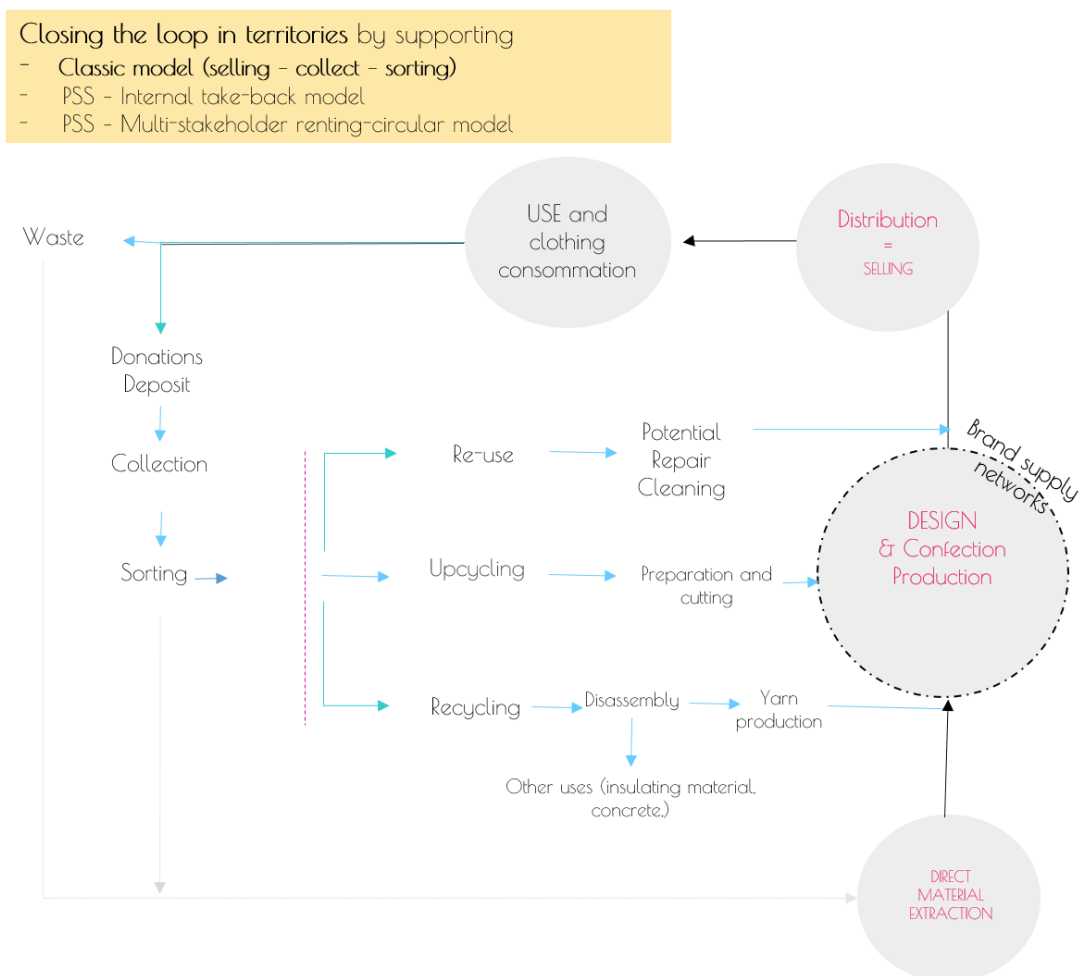 Closing the loop in territories by supporting
- Classic model (selling – collect – sorting)
- PSS – Internal take-back model
- PSS – Multi-stakeholder renting-circular model
Waste
USE and
clothing
consommation
Distribution
=
SELLING
Donations
Deposit
Collection
Sorting
Re-use
Potential
Repair
Cleaning
Brand supply
networks
Upcycling
Preparation and
cutting
DESIGN
& Confection
Production
Recycling
Disassembly
Yarn
production
Other uses (insulating material,
concrete,)
DIRECT
MATERIAL
EXTRACTION